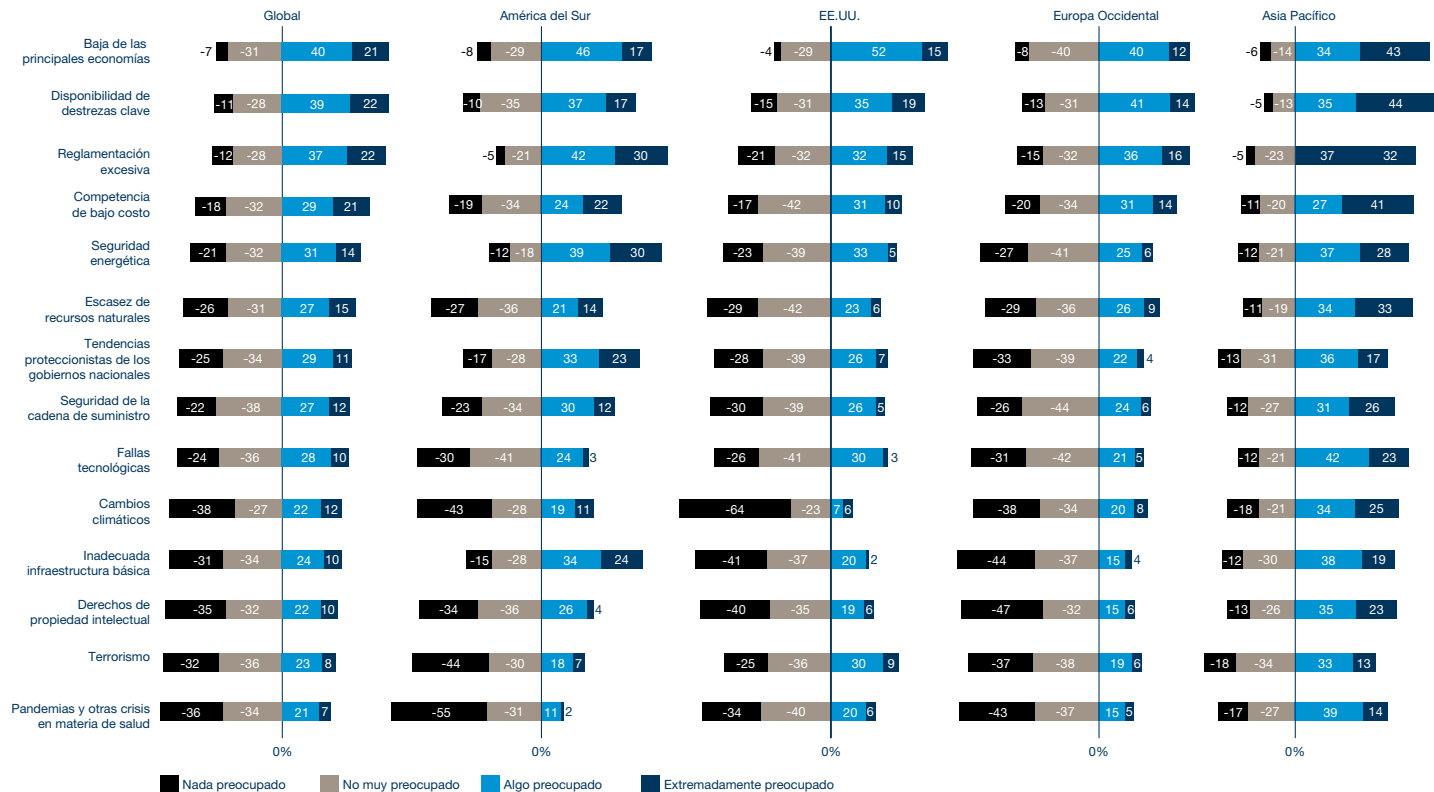 Global América del Sur EE.UU. Europa Occidental Asia Pacífico
Baja de las
principales economías
-7 -31 40 21 -8 -29 46 17 -4 -29 52 15 -8 -40 40 12 -6 -14 34 43
Disponibilidad de
destrezas clave
-11 -28 39 22 -10 -35 37 17 -15 -31 35 19 -13 -31 41 14 -5 -13 35 44
Reglamentación
excesiva
-12 -28 37 22 -5 -21 42 30 -21 -32 32 15 -15 -32 36 16 -5 -23 37 32
Competencia
de bajo costo
-18 -32 29 21 -19 -34 24 22 -17 -42 31 10 -20 -34 31 14 -11 -20 27 41
Seguridad
energética
-21 -32 31 14 -12 -18 39 30 -23 -39 33 5 -27 -41 25 6 -12 -21 37 28
Escasez de
recursos naturales
-26 -31 27 15 -27 -36 21 14 -29 -42 23 6 -29 -36 26 9 -11 -19 34 33
Tendencias
proteccionistas de los
gobiernos nacionales
-25 -34 29 11 -17 -28 33 23 -28 -39 26 7 -33 -39 22 4 -13 -31 36 17
Seguridad de la
cadena de suministro
-22 -38 27 12 -23 -34 30 12 -30 -39 26 5 -26 -44 24 6 -12 -27 31 26
Fallas
tecnológicas
-24 -36 28 10 -30 -41 24 3 -26 -41 30 3 -31 -42 21 5 -12 -21 42 23
Cambios
climáticos
-38 -27 22 12 -43 -28 19 11 -64 -23 7 6 -38 -34 20 8 -18 -21 34 25
Inadecuada
infraestructura básica
-31 -34 24 10 -15 -28 34 24 -41 -37 20 2 -44 -37 15 4 -12 -30 38 19
Derechos de
propiedad intelectual
-35 -32 22 10 -34 -36 26 4 -40 -35 19 6 -47 -32 15 6 -13 -26 35 23
Terrorismo
-32 -36 23 8 -44 -30 18 7 -25 -36 30 9 -37 -38 19 6 -18 -34 33 13
Pandemias y otras crisis
en materia de salud
-36 -34 21 7 -55 -31 11 2 -34 -40 20 6 -43 -37 15 5 -17 -27 39 14
0% 0% 0% 0% 0%
Nada preocupado No muy preocupado Algo preocupado Extremadamente preocupado